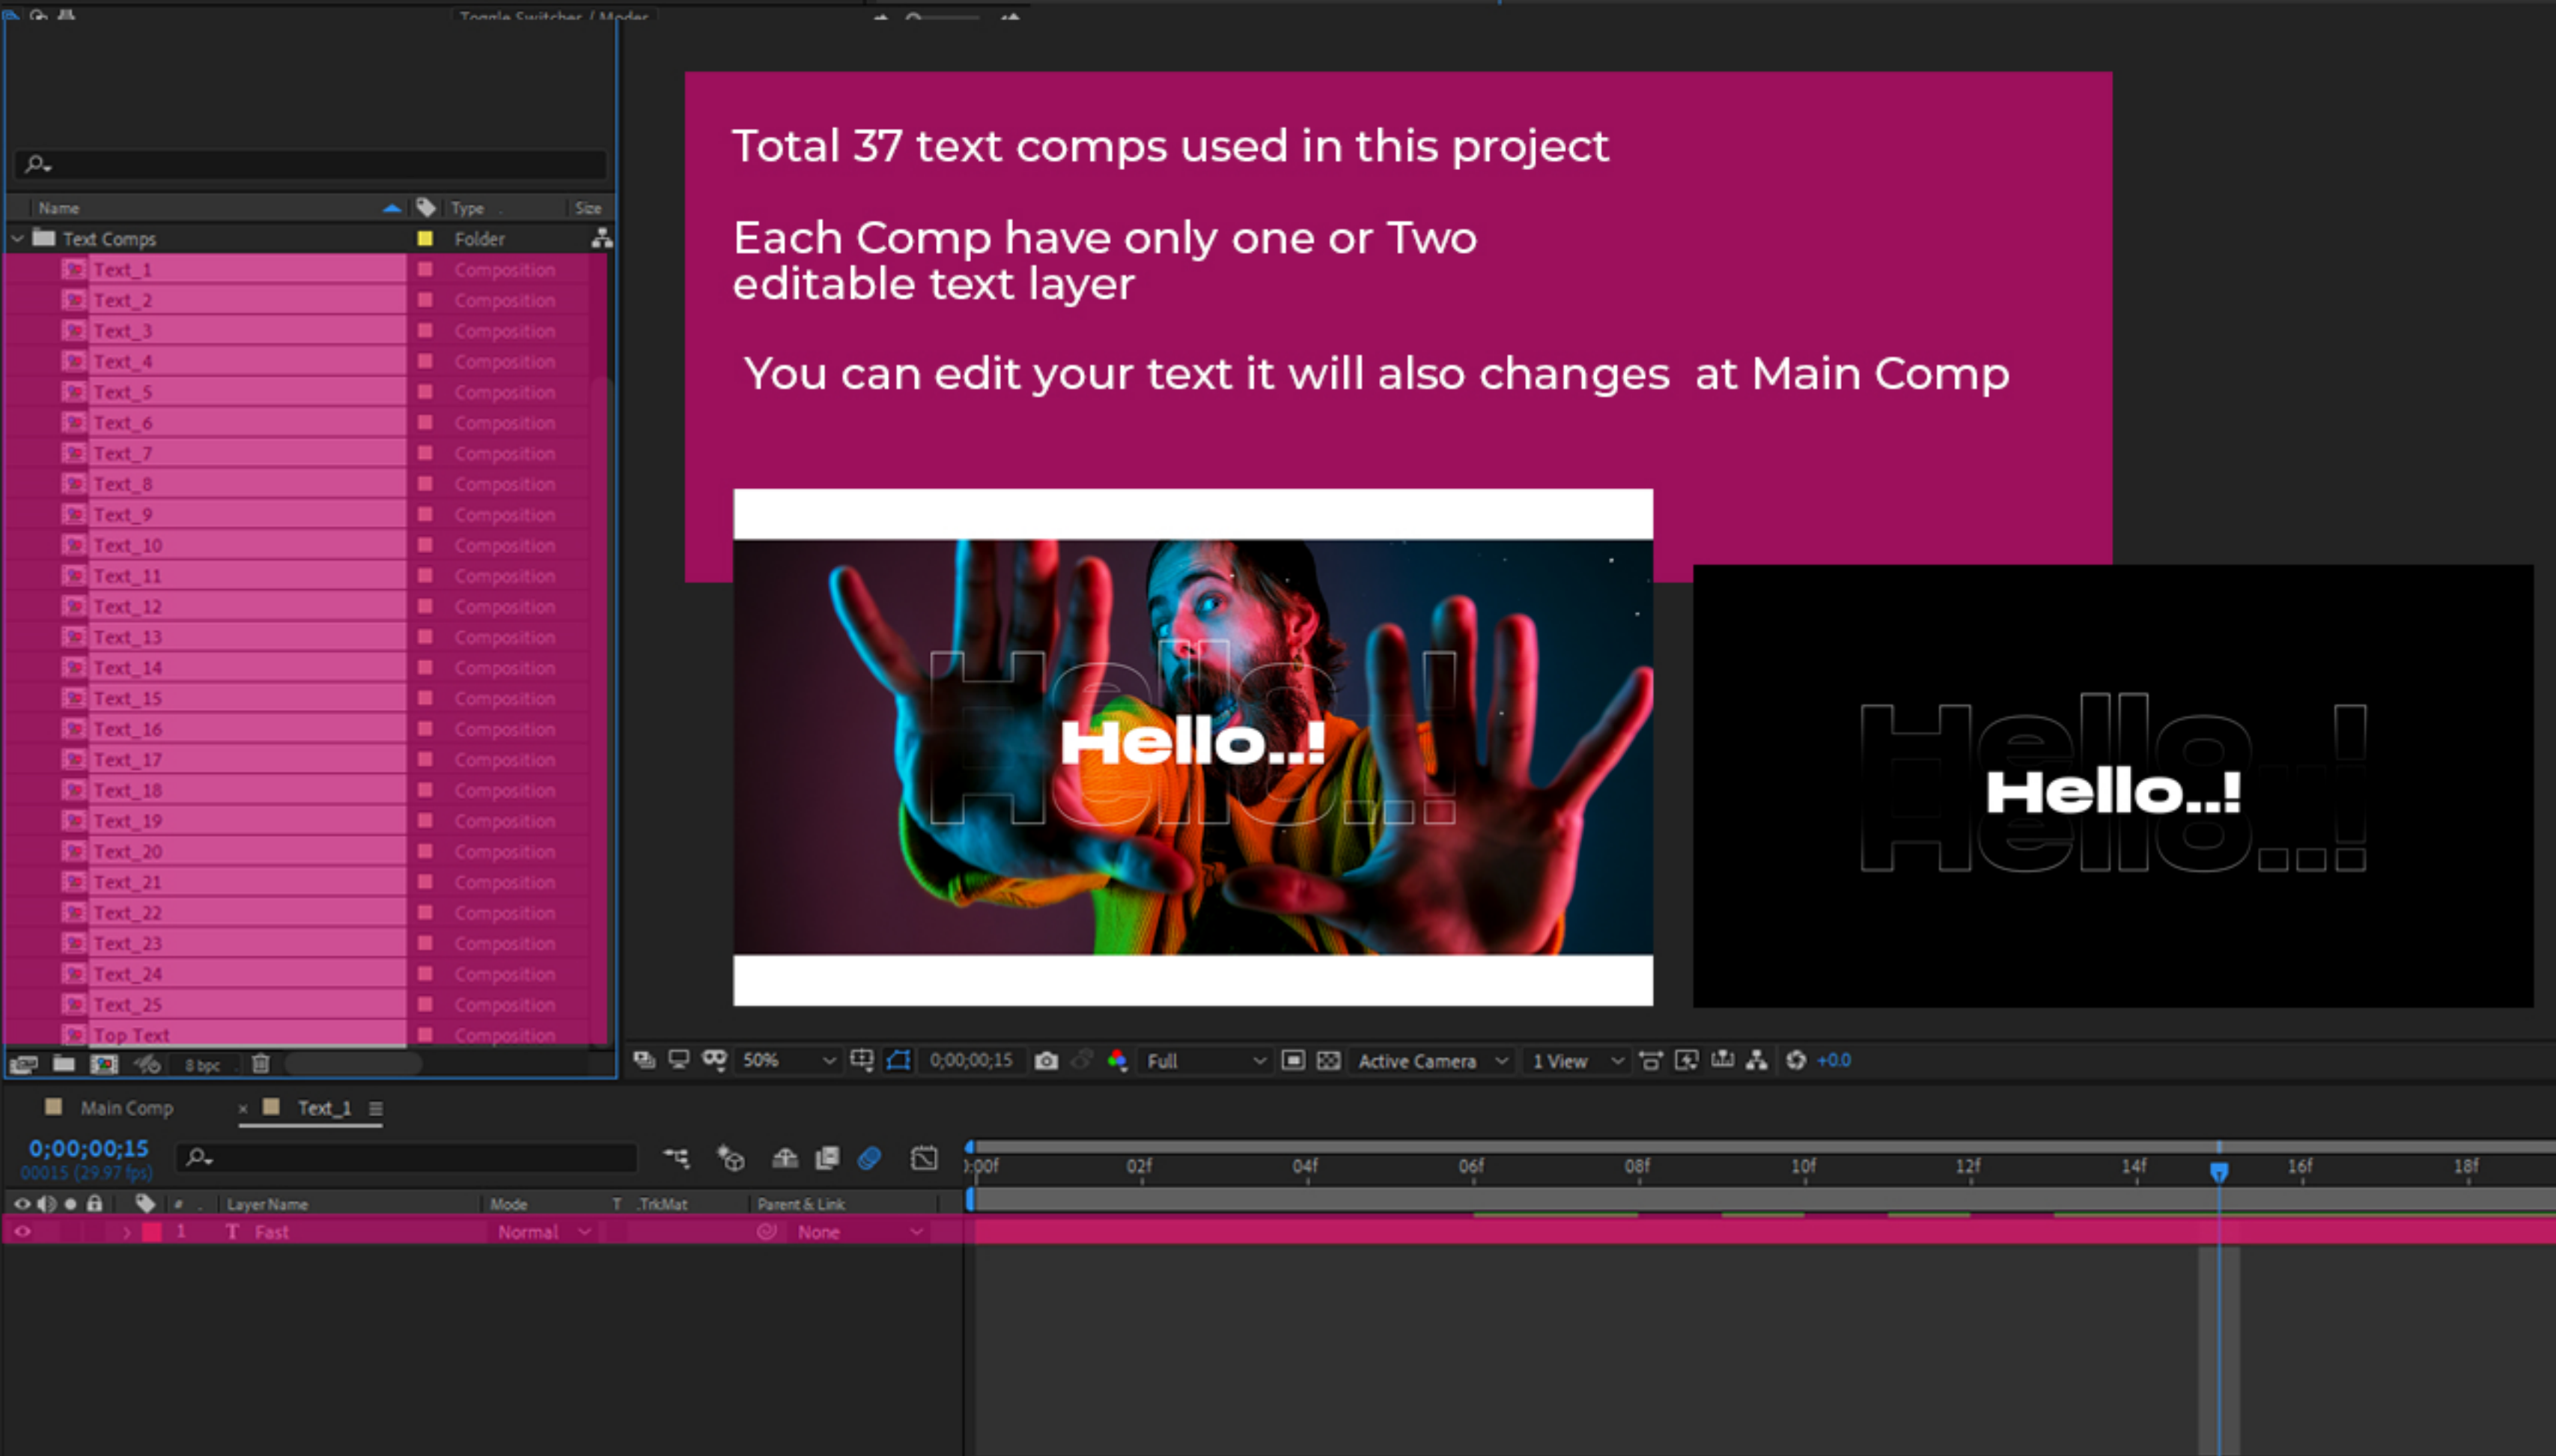 Toggle Switches / Modes
Name Type Size
Text Comps Folder
Text_1 Composition
Text_2 Composition
Text_3 Composition
Text_4 Composition
Text_5 Composition
Text_6 Composition
Text_7 Composition
Text_8 Composition
Text_9 Composition
Text_10 Composition
Text_11 Composition
Text_12 Composition
Text_13 Composition
Text_14 Composition
Text_15 Composition
Text_16 Composition
Text_17 Composition
Text_18 Composition
Text_19 Composition
Text_20 Composition
Text_21 Composition
Text_22 Composition
Text_23 Composition
Text_24 Composition
Text_25 Composition
Top Text Composition
8 bpc
Total 37 text comps used in this project
Each Comp have only one or Two
editable text layer
You can edit your text it will also changes at Main Comp
Hello..!
Hello..!
Hello..!
Hello..!
50% 0;00;00;15 Full Active Camera 1 View +0.0
Main Comp × Text_1
0;00;00;15
00015 (29.97 fps)
:00f 02f 04f 06f 08f 10f 12f 14f 16f 18f
# Layer Name Mode T .TrkMat Parent & Link
1 T Fast Normal None